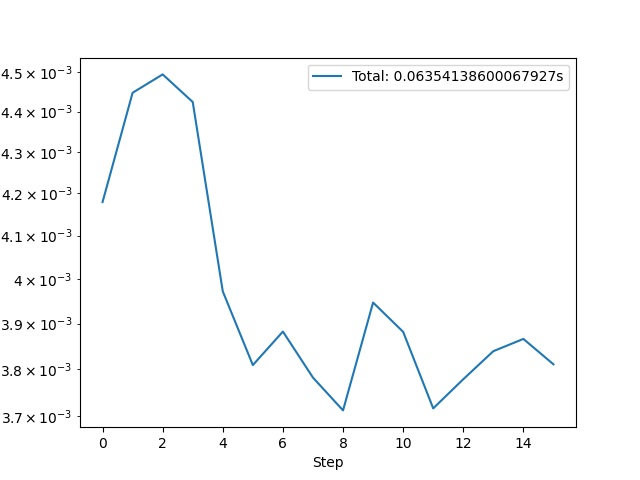 Total: 0.06354138600067927s
4.5 × 10⁻³
4.4 × 10⁻³
4.3 × 10⁻³
4.2 × 10⁻³
4.1 × 10⁻³
4 × 10⁻³
3.9 × 10⁻³
3.8 × 10⁻³
3.7 × 10⁻³
0 2 4 6 8 10 12 14
Step